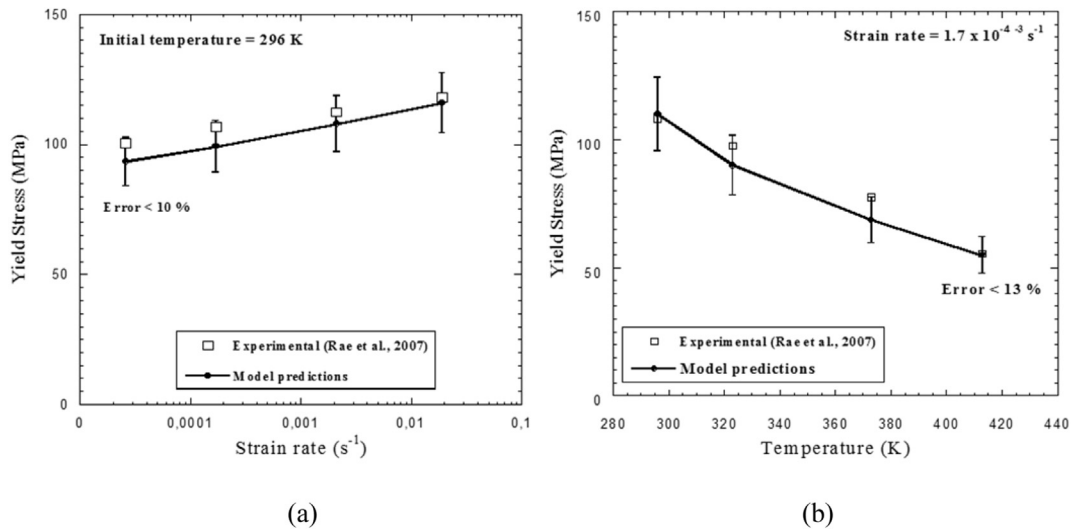 150
100
50
0
Yield Stress (MPa)
Initial temperature = 296 K
Error < 10 %
Experimental (Rae et al., 2007)
Model predictions
0 0,0001 0,001 0,01 0,1
Strain rate (s⁻¹)
(a)
150
100
50
0
Yield Stress (MPa)
Strain rate = 1.7 x 10⁻⁴ ⁻³ s⁻¹
Error < 13 %
Experimental (Rae et al., 2007)
Model predictions
280 300 320 340 360 380 400 420 440
Temperature (K)
(b)